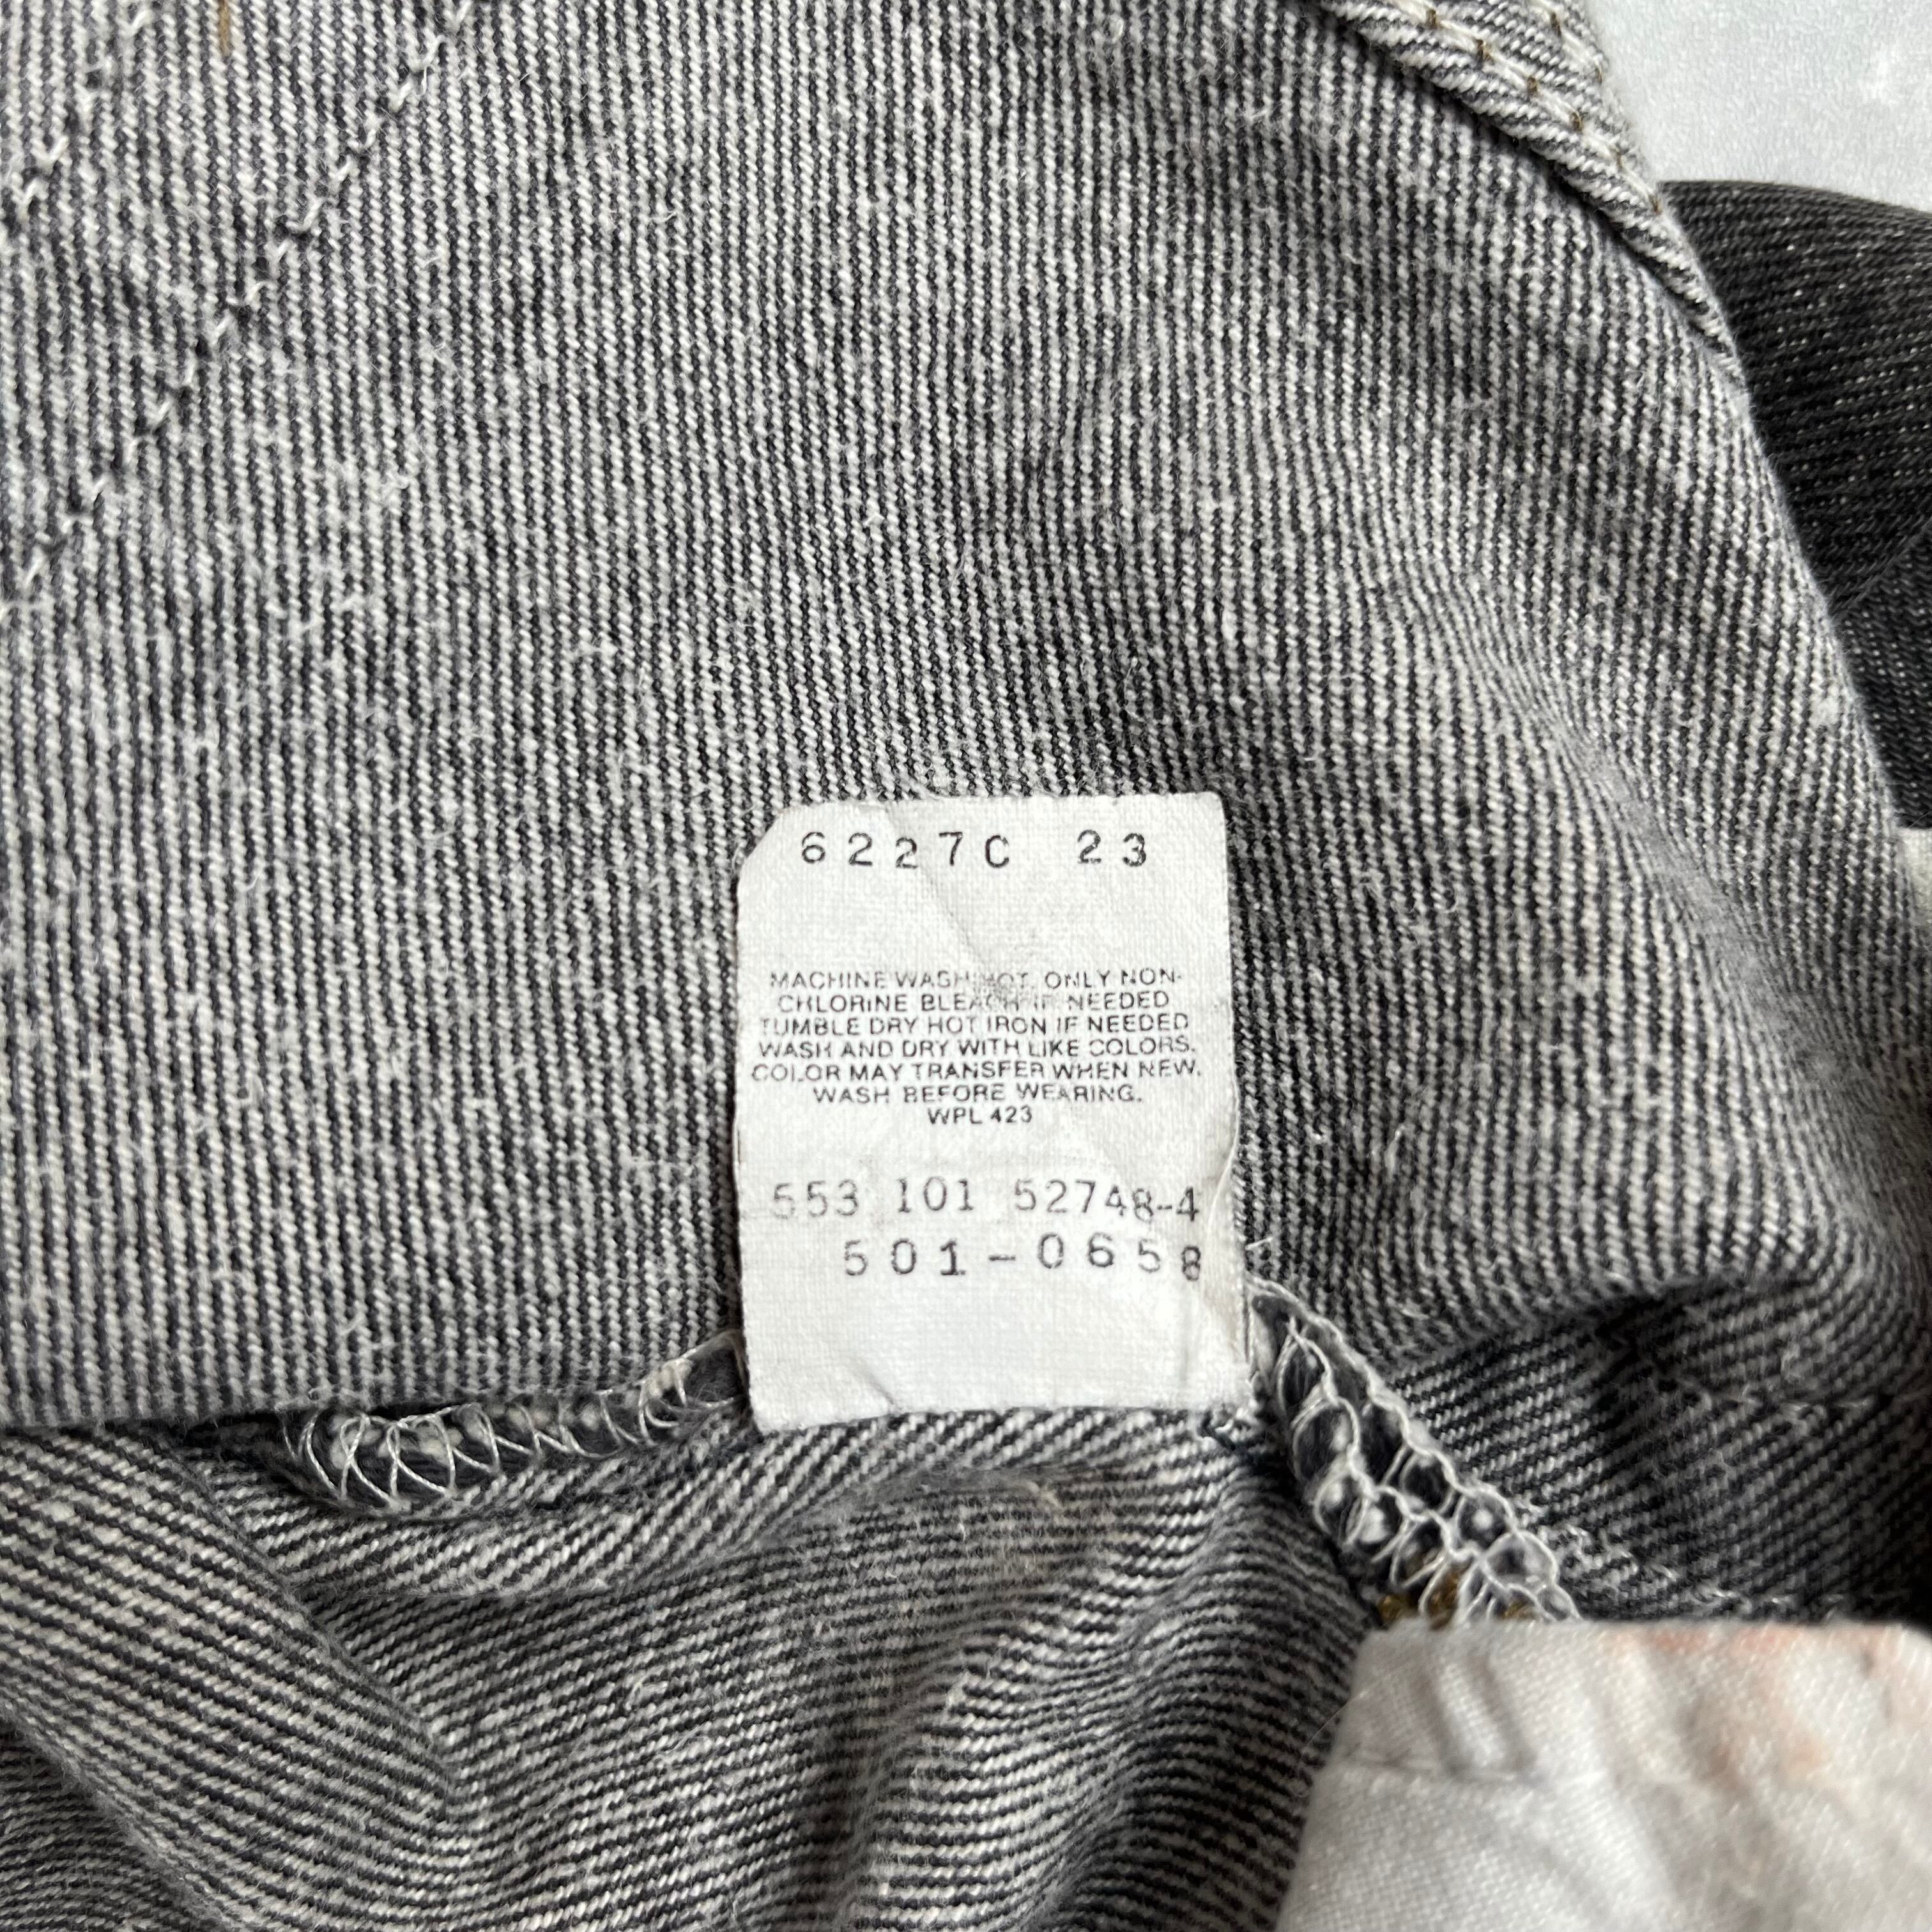 6227C 23
MACHINE WASH HOT. ONLY NON-
CHLORINE BLEACH IF NEEDED
TUMBLE DRY HOT IRON IF NEEDED
WASH AND DRY WITH LIKE COLORS.
COLOR MAY TRANSFER WHEN NEW.
WASH BEFORE WEARING.
WPL 423
553 101 52748-4
501-0658